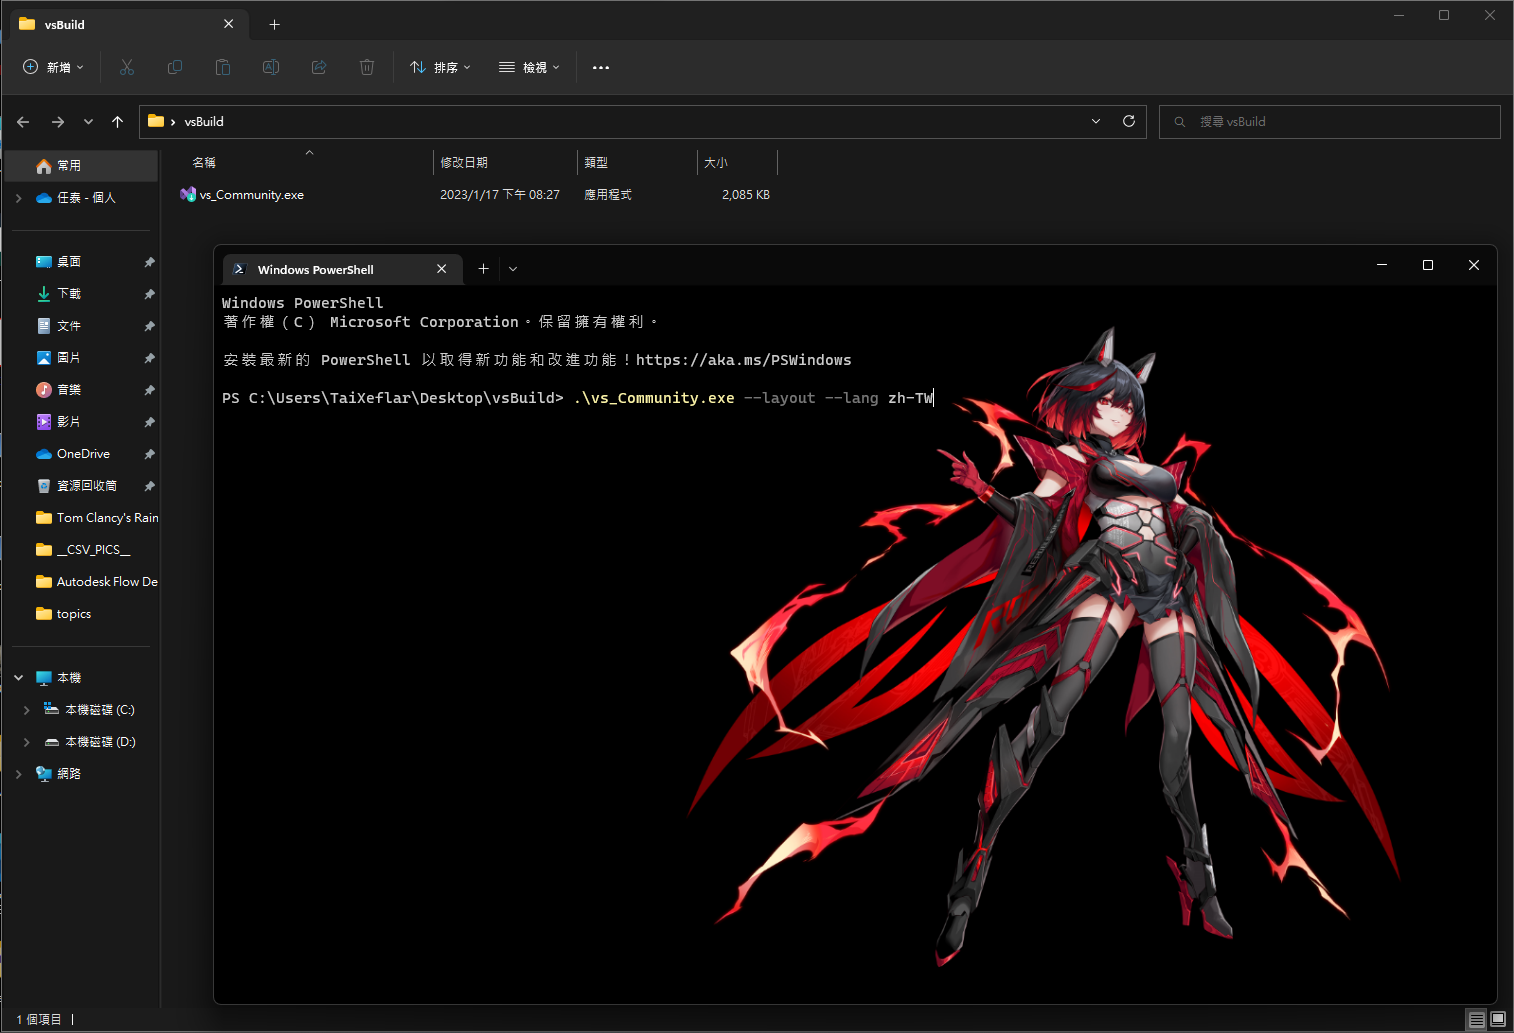 vsBuild
新增
排序
檢視
vsBuild
搜尋 vsBuild
常用
任泰 - 個人
桌面
下載
文件
圖片
音樂
影片
OneDrive
資源回收筒
Tom Clancy's Rain
__CSV_PICS__
Autodesk Flow De
topics
本機
本機磁碟 (C:)
本機磁碟 (D:)
網路
名稱 修改日期 類型 大小
vs_Community.exe 2023/1/17 下午 08:27 應用程式 2,085 KB
Windows PowerShell
Windows PowerShell
著作權（C） Microsoft Corporation。保留擁有權利。
安裝最新的 PowerShell 以取得新功能和改進功能！https://aka.ms/PSWindows
PS C:\Users\TaiXeflar\Desktop\vsBuild> .\vs_Community.exe --layout --lang zh-TW
1 個項目